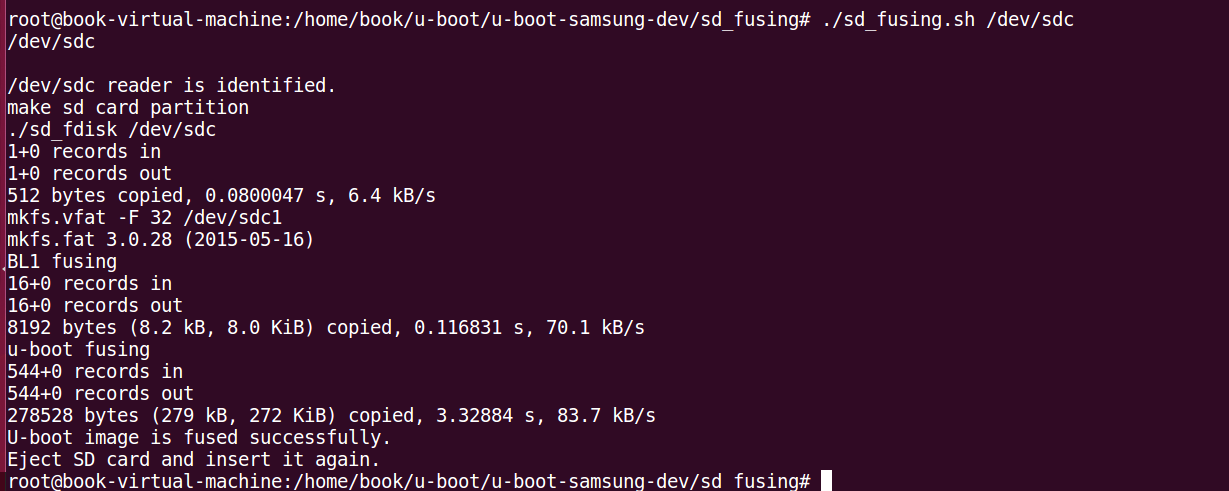 root@book-virtual-machine:/home/book/u-boot/u-boot-samsung-dev/sd_fusing# ./sd_fusing.sh /dev/sdc
/dev/sdc
/dev/sdc reader is identified.
make sd card partition
./sd_fdisk /dev/sdc
1+0 records in
1+0 records out
512 bytes copied, 0.0800047 s, 6.4 kB/s
mkfs.vfat -F 32 /dev/sdc1
mkfs.fat 3.0.28 (2015-05-16)
BL1 fusing
16+0 records in
16+0 records out
8192 bytes (8.2 kB, 8.0 KiB) copied, 0.116831 s, 70.1 kB/s
u-boot fusing
544+0 records in
544+0 records out
278528 bytes (279 kB, 272 KiB) copied, 3.32884 s, 83.7 kB/s
U-boot image is fused successfully.
Eject SD card and insert it again.
root@book-virtual-machine:/home/book/u-boot/u-boot-samsung-dev/sd_fusing#